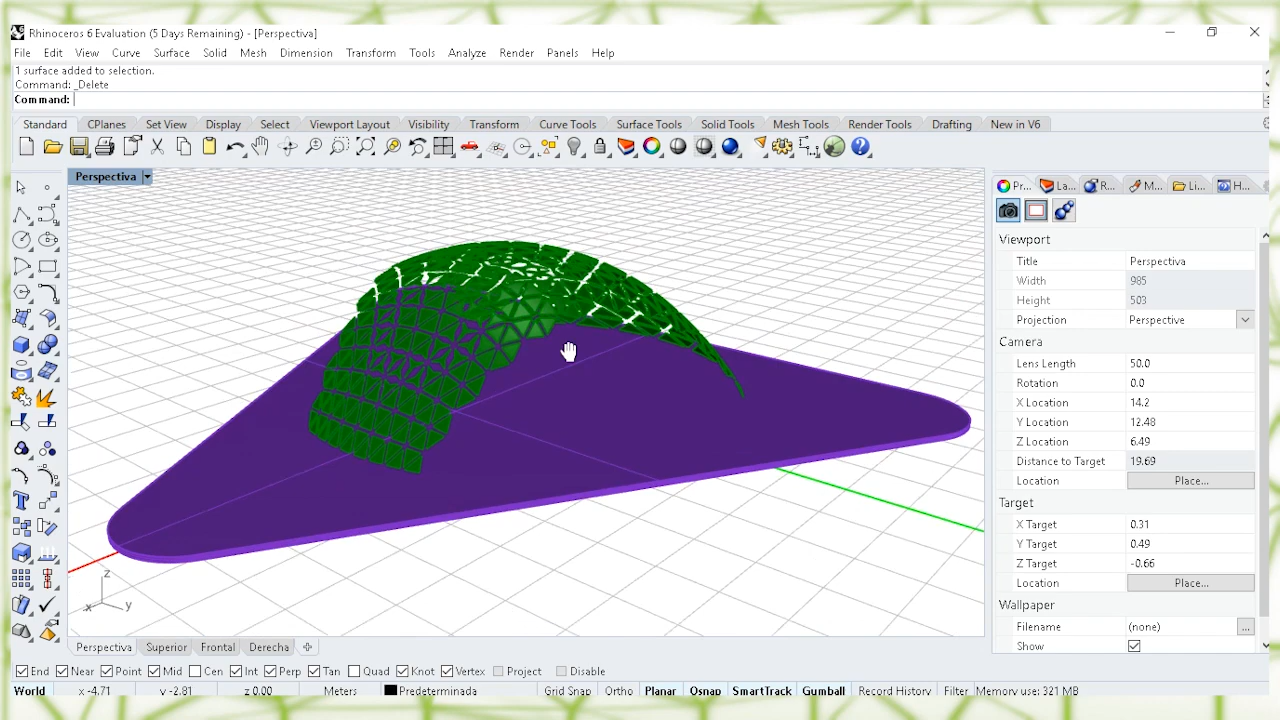 Rhinoceros 6 Evaluation (5 Days Remaining) - [Perspectiva]
File Edit View Curve Surface Solid Mesh Dimension Transform Tools Analyze Render Panels Help
1 surface added to selection.
Command: _Delete
Command:
Standard CPlanes Set View Display Select Viewport Layout Visibility Transform Curve Tools Surface Tools Solid Tools Mesh Tools Render Tools Drafting New in V6
Perspectiva
Pr... La... R... M... Li... H...
Viewport
Title Perspectiva
Width 985
Height 503
Projection Perspective
Camera
Lens Length 50.0
Rotation 0.0
X Location 14.2
Y Location 12.48
Z Location 6.49
Distance to Target 19.69
Location Place...
Target
X Target 0.31
Y Target 0.49
Z Target -0.66
Location Place...
Wallpaper
Filename (none) ...
Show
z
x y
Perspectiva Superior Frontal Derecha
End Near Point Mid Cen Int Perp Tan Quad Knot Vertex Project Disable
World x -4.71 y -2.81 z 0.00 Meters Predeterminada Grid Snap Ortho Planar Osnap SmartTrack Gumball Record History Filter Memory use: 321 MB